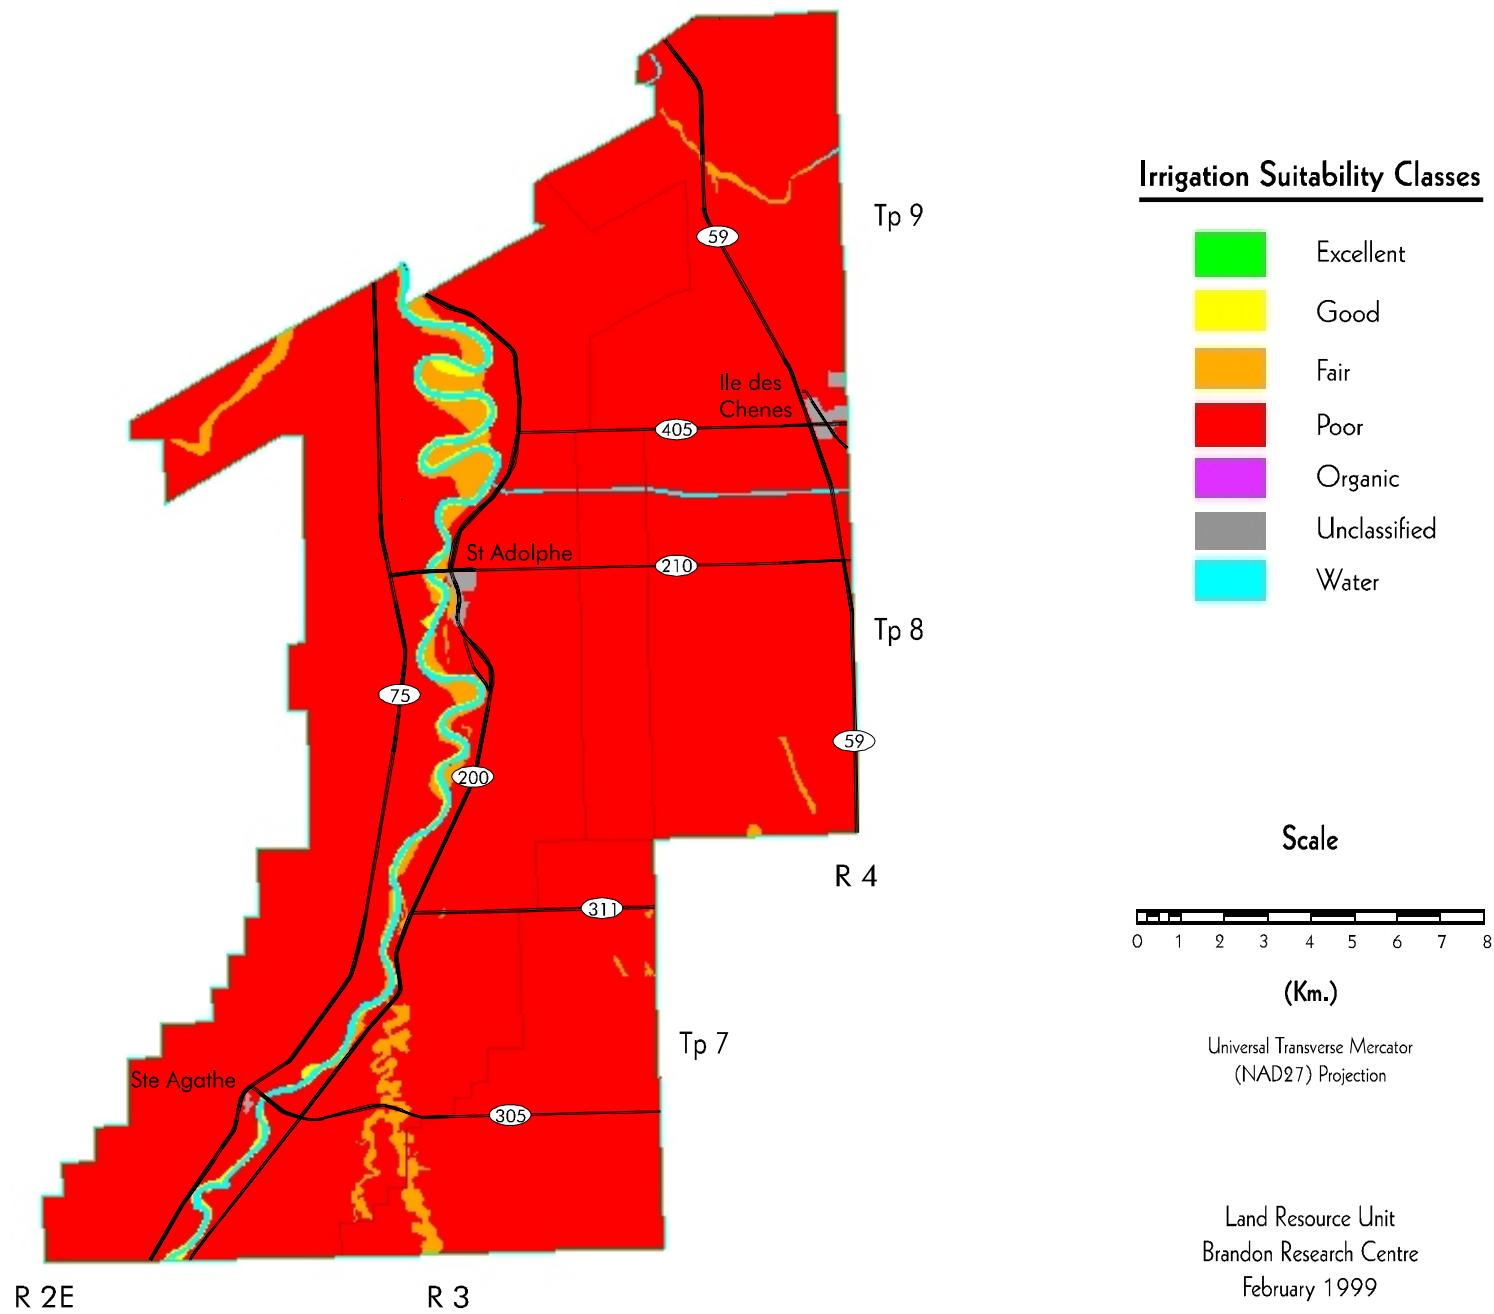 Irrigation Suitability Classes
Excellent
Good
Fair
Poor
Organic
Unclassified
Water
Tp 9
59
Ile des
Chenes
405
St Adolphe
210
Tp 8
75
59
200
R 4
311
Tp 7
Ste Agathe
305
R 2E
R 3
Scale
0 1 2 3 4 5 6 7 8
(Km.)
Universal Transverse Mercator
(NAD27) Projection
Land Resource Unit
Brandon Research Centre
February 1999